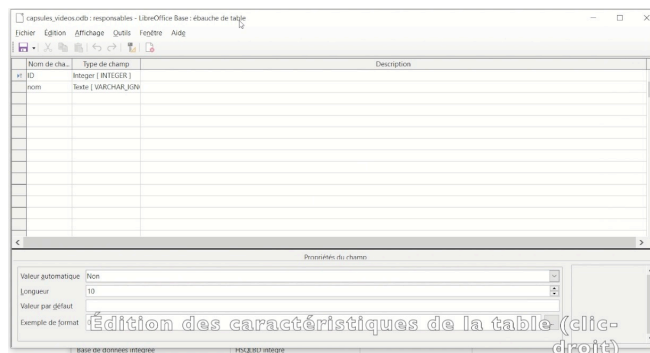 capsules_videos.odb : responsables - LibreOffice Base : ébauche de table
Fichier Édition Affichage Outils Fenêtre Aide
Nom de cha... Type de champ Description
ID Integer [ INTEGER ]
nom Texte [ VARCHAR_IGN
Propriétés du champ
Valeur automatique Non
Longueur 10
Valeur par défaut
Exemple de format
Édition des caractéristiques de la table (clic-
droit)
Base de données intégrée HSQLBD intégré